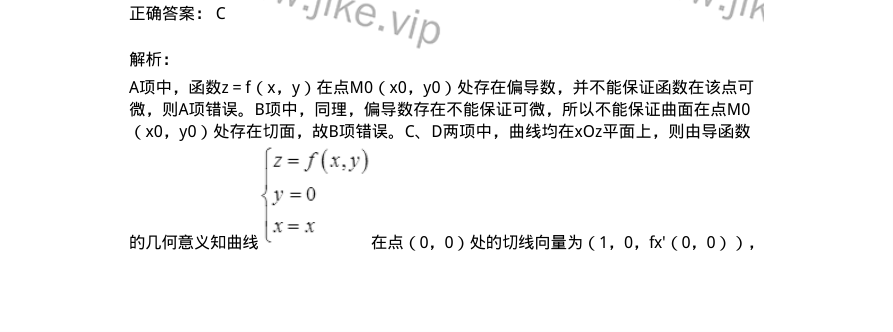 正确答案： C
w.jike.vip
w.jik
解析：
A项中，函数z = f（x，y）在点M0（x0，y0）处存在偏导数，并不能保证函数在该点可
微，则A项错误。B项中，同理，偏导数存在不能保证可微，所以不能保证曲面在点M0
（x0，y0）处存在切面，故B项错误。C、D两项中，曲线均在xOz平面上，则由导函数
z = f(x,y)
y = 0
x = x
的几何意义知曲线 在点（0，0）处的切线向量为（1，0，fx'（0，0）），